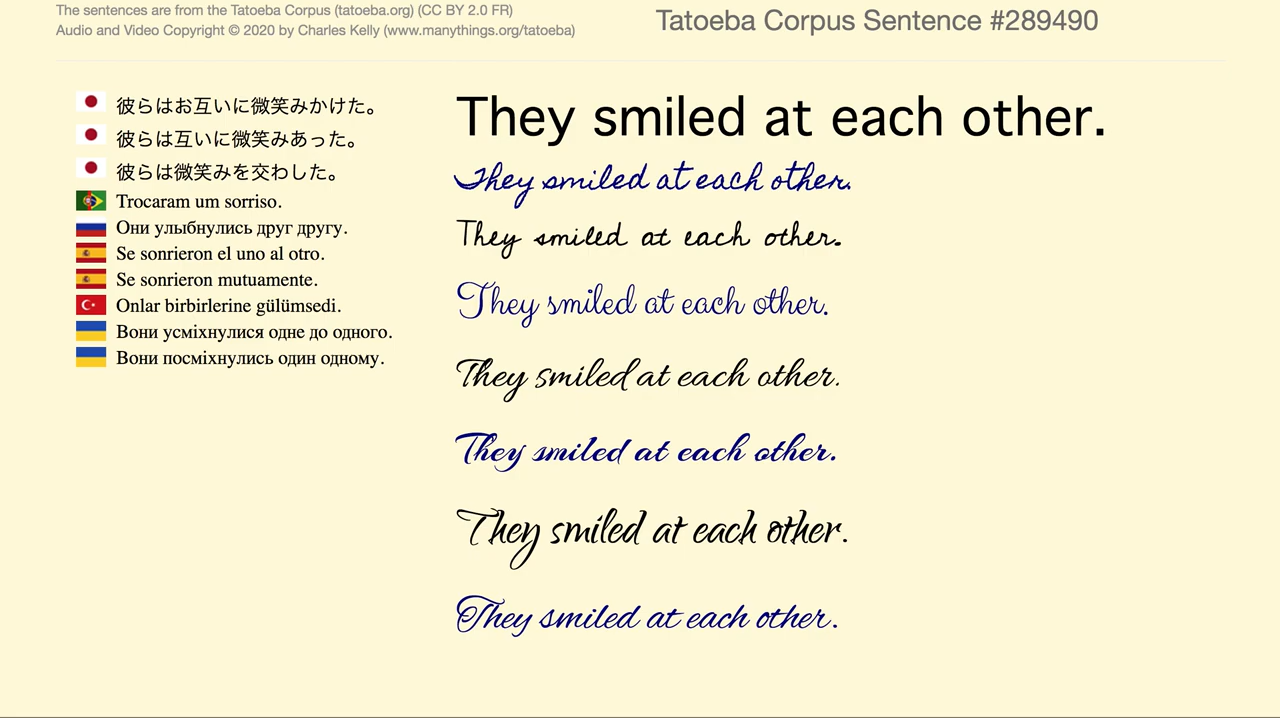 The sentences are from the Tatoeba Corpus (tatoeba.org) (CC BY 2.0 FR)
Audio and Video Copyright © 2020 by Charles Kelly (www.manythings.org/tatoeba)
Tatoeba Corpus Sentence #289490
彼らはお互いに微笑みかけた。
彼らは互いに微笑みあった。
彼らは微笑みを交わした。
Trocaram um sorriso.
Они улыбнулись друг другу.
Se sonrieron el uno al otro.
Se sonrieron mutuamente.
Onlar birbirlerine gülümsedi.
Вони усміхнулися одне до одного.
Вони посміхнулись один одному.
They smiled at each other.
They smiled at each other.
They smiled at each other.
They smiled at each other.
They smiled at each other.
They smiled at each other.
They smiled at each other.
They smiled at each other.